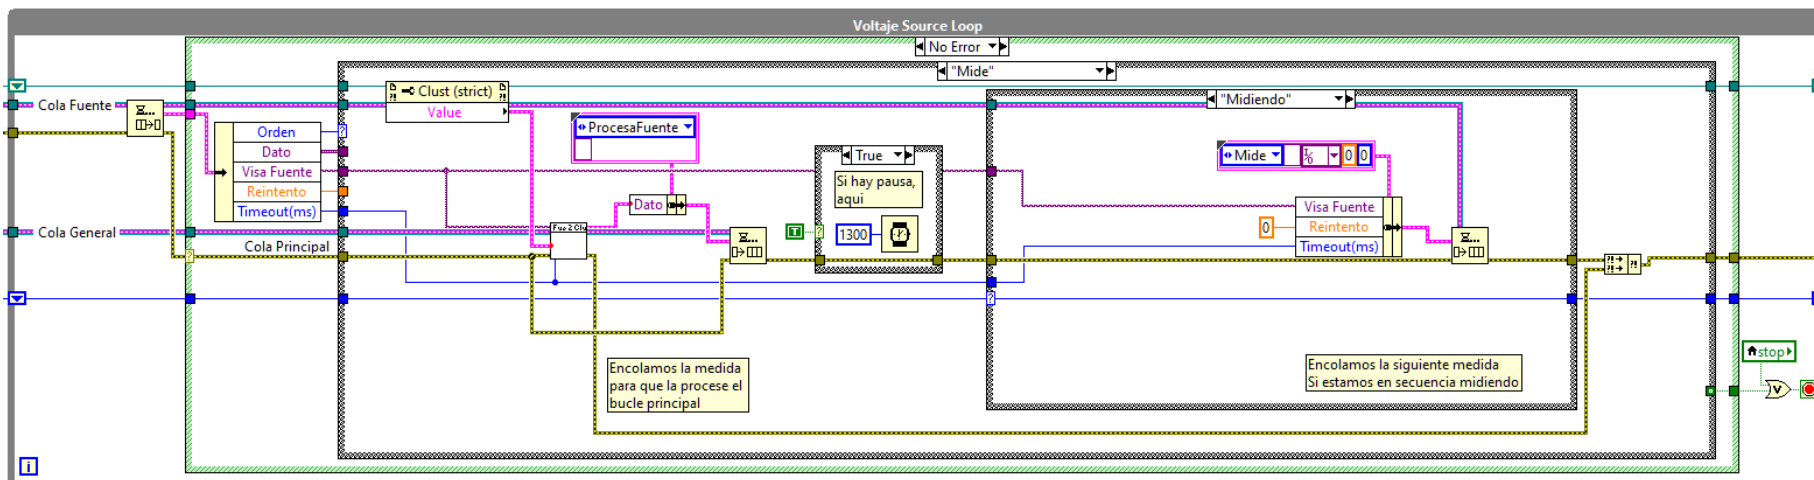 Voltaje Source Loop
No Error
"Mide"
Clust (strict)
Value
"Midiendo"
Cola Fuente
ProcesaFuente
Orden
Dato
Visa Fuente
Reintento
Timeout(ms)
True
Si hay pausa,
aqui
1300
Mide
0
0
Dato
Visa Fuente
0
Reintento
Timeout(ms)
Cola General
Cola Principal
T
Encolamos la medida
para que la procese el
bucle principal
Encolamos la siguiente medida
Si estamos en secuencia midiendo
stop
i